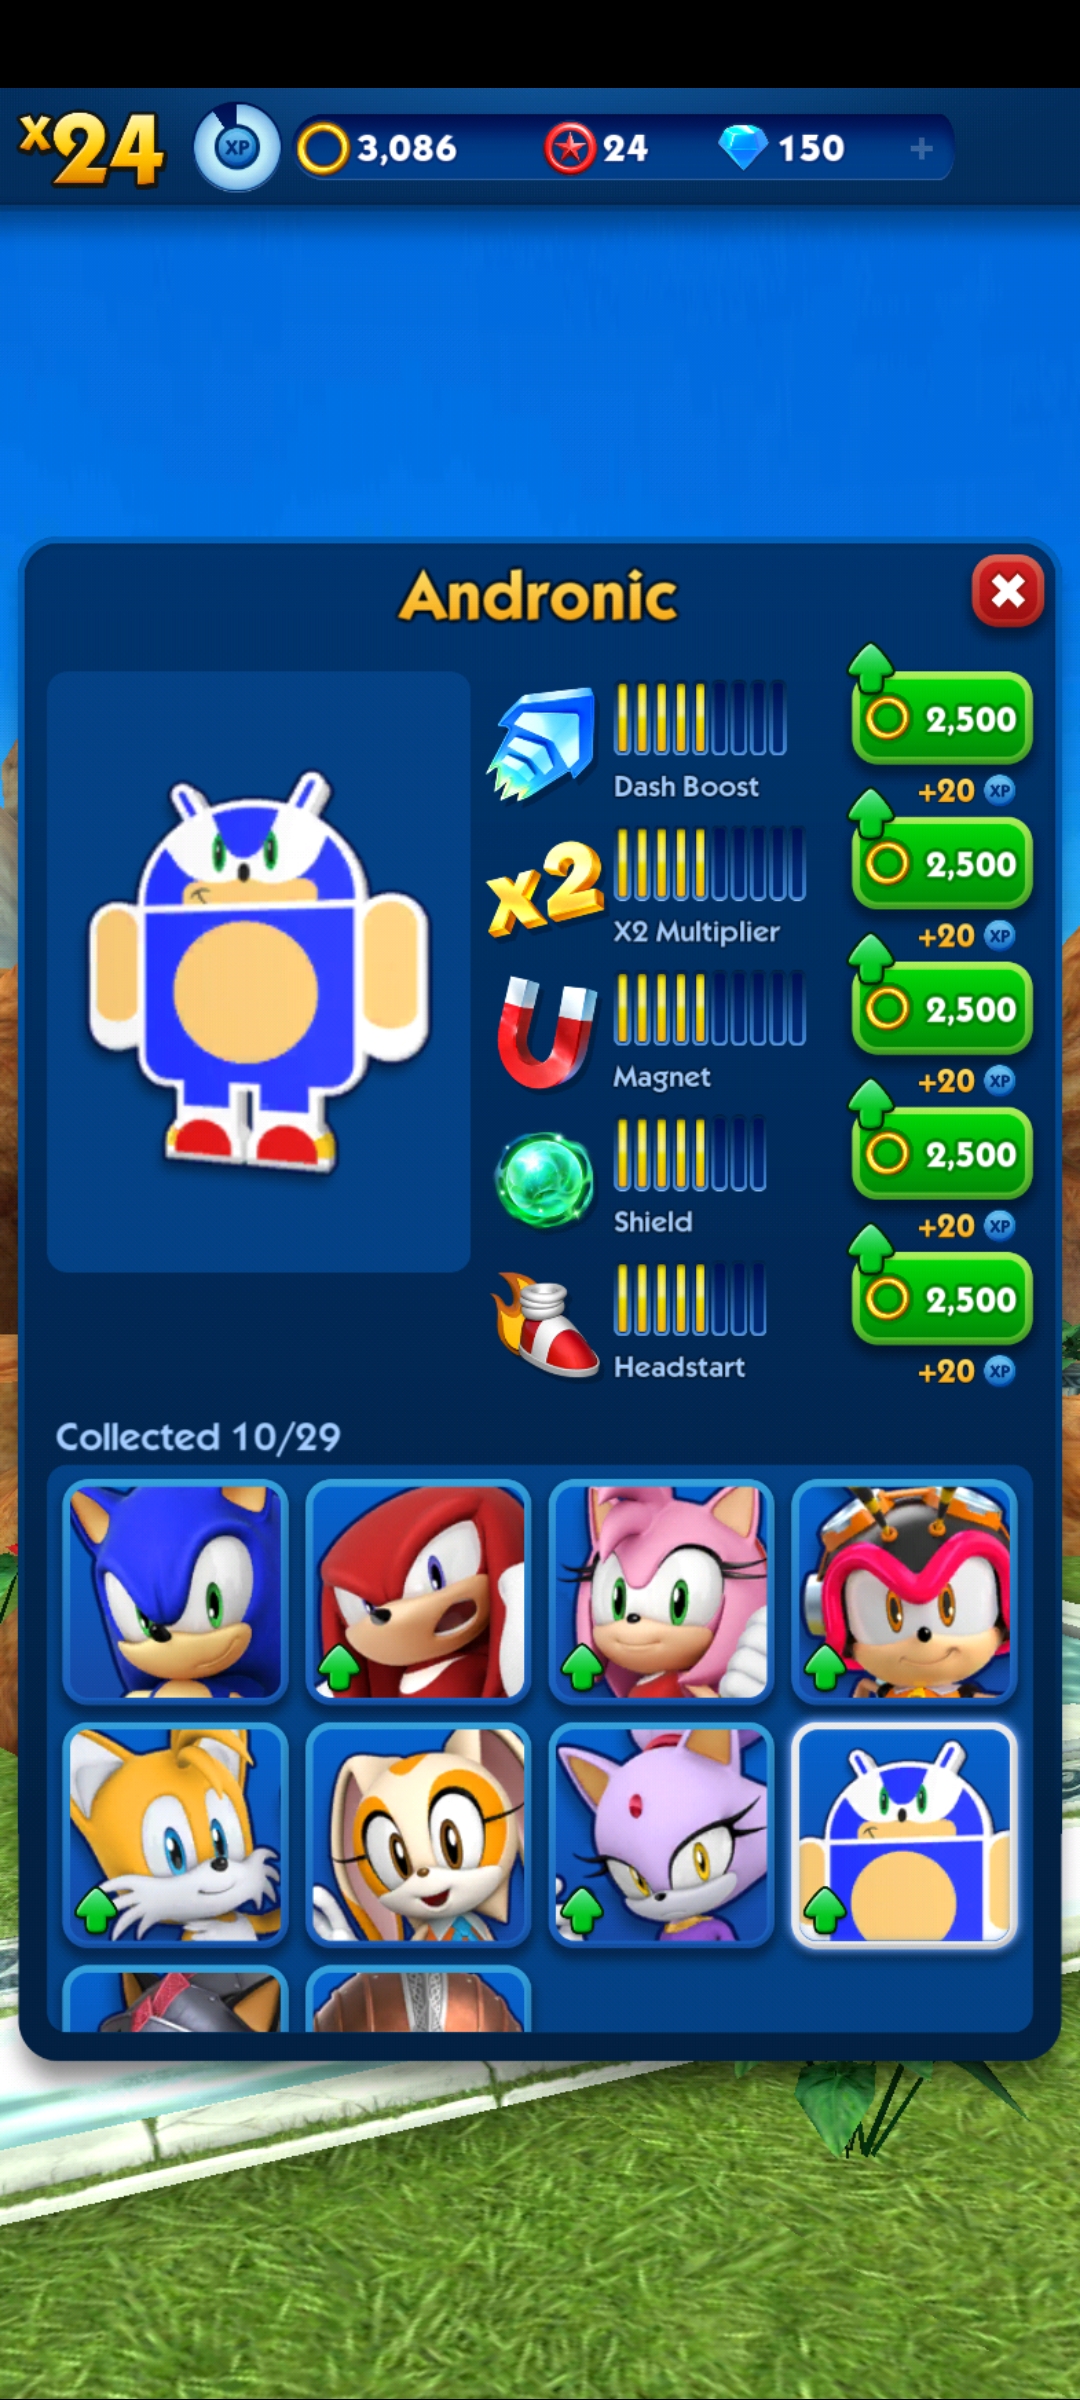 x24 XP 3,086 24 150 +
Andronic
2,500
Dash Boost +20 XP
x2 2,500
X2 Multiplier +20 XP
2,500
Magnet +20 XP
2,500
Shield +20 XP
2,500
Headstart +20 XP
Collected 10/29